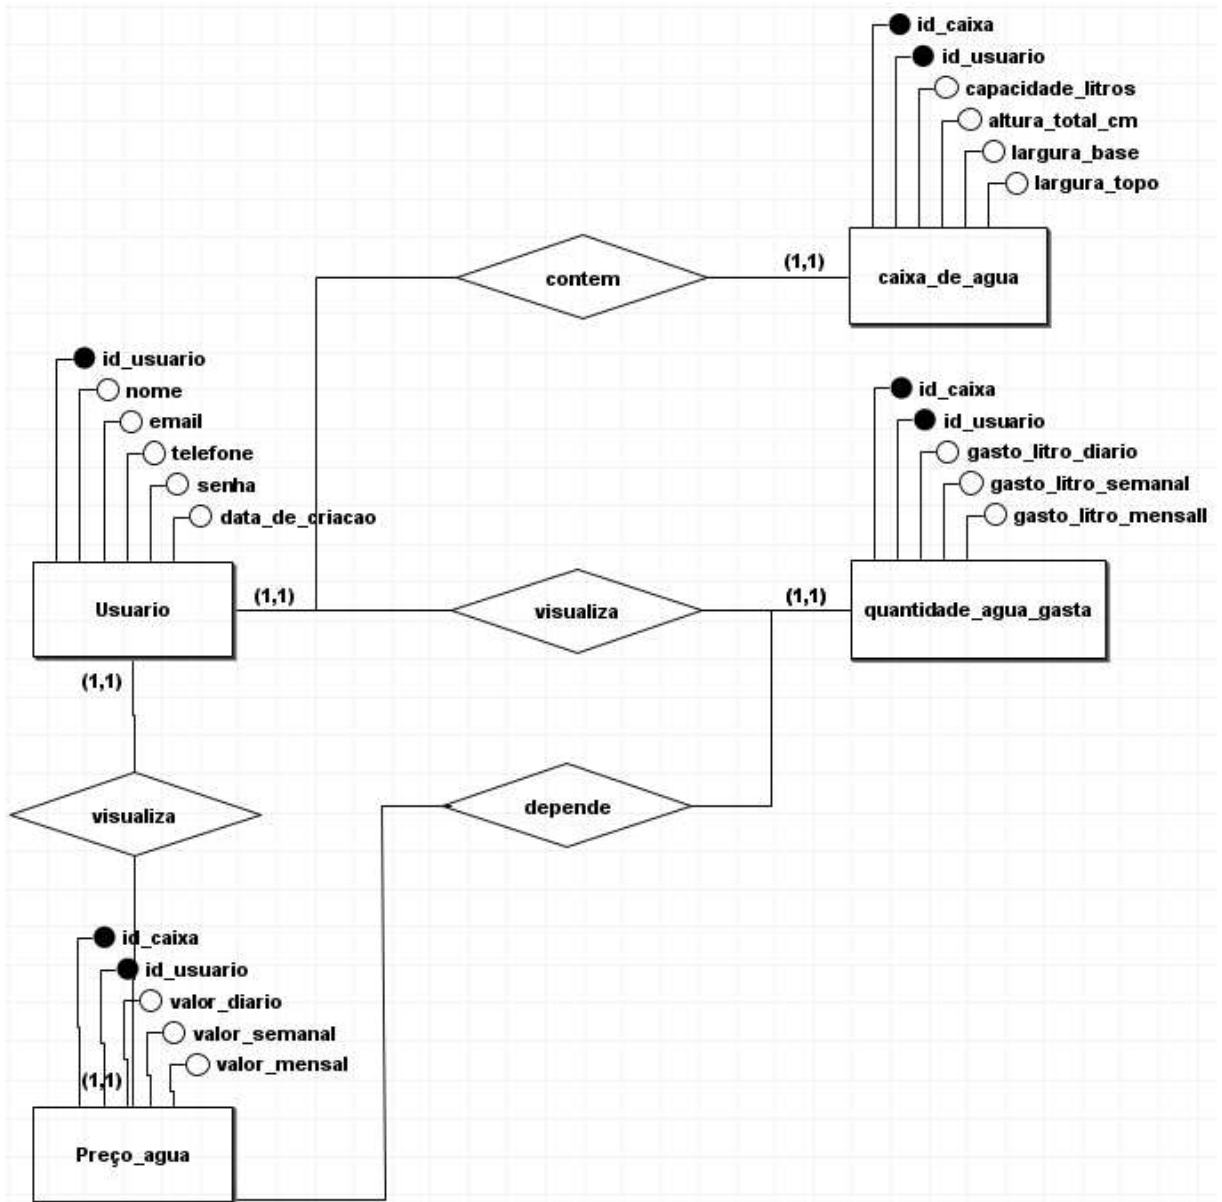 id_caixa
id_usuario
capacidade_litros
altura_total_cm
largura_base
largura_topo
contem
(1,1)
caixa_de_agua
id_usuario
nome
email
telefone
senha
data_de_criacao
id_caixa
id_usuario
gasto_litro_diario
gasto_litro_semanal
gasto_litro_mensall
Usuario
(1,1)
visualiza
(1,1)
quantidade_agua_gasta
(1,1)
visualiza
depende
id_caixa
id_usuario
valor_diario
valor_semanal
valor_mensal
(1,1)
Preço_agua